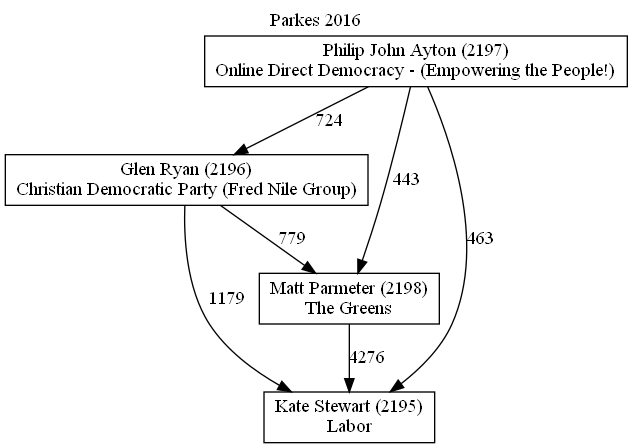 Parkes 2016
Philip John Ayton (2197)
Online Direct Democracy - (Empowering the People!)
724
Glen Ryan (2196)
Christian Democratic Party (Fred Nile Group)
443
779
463
1179
Matt Parmeter (2198)
The Greens
4276
Kate Stewart (2195)
Labor